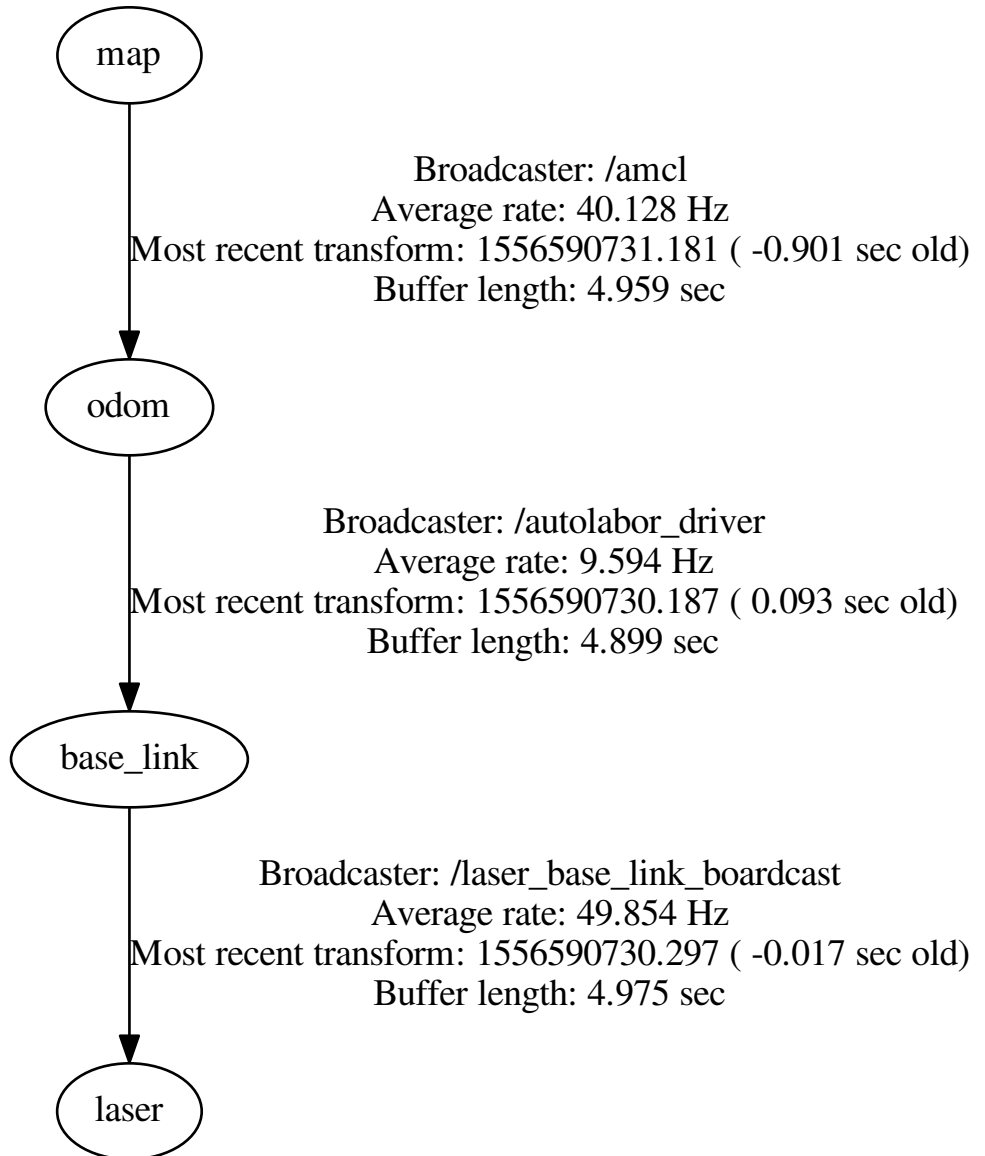 map
Broadcaster: /amcl
Average rate: 40.128 Hz
Most recent transform: 1556590731.181 ( -0.901 sec old)
Buffer length: 4.959 sec
odom
Broadcaster: /autolabor_driver
Average rate: 9.594 Hz
Most recent transform: 1556590730.187 ( 0.093 sec old)
Buffer length: 4.899 sec
base_link
Broadcaster: /laser_base_link_boardcast
Average rate: 49.854 Hz
Most recent transform: 1556590730.297 ( -0.017 sec old)
Buffer length: 4.975 sec
laser